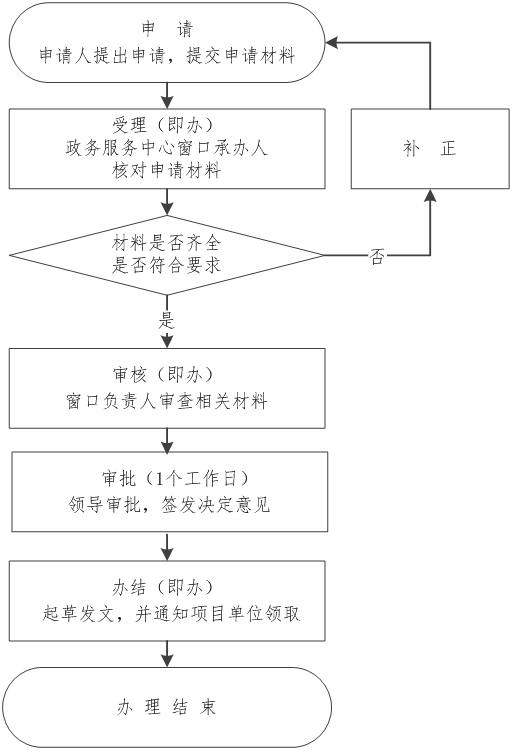 申 请
申请人提出申请，提交申请材料
受理（即办）
政务服务中心窗口承办人
核对申请材料
补 正
材料是否齐全
是否符合要求
否
是
审核（即办）
窗口负责人审查相关材料
审批（1个工作日）
领导审批，签发决定意见
办结（即办）
起草发文，并通知项目单位领取
办 理 结 束